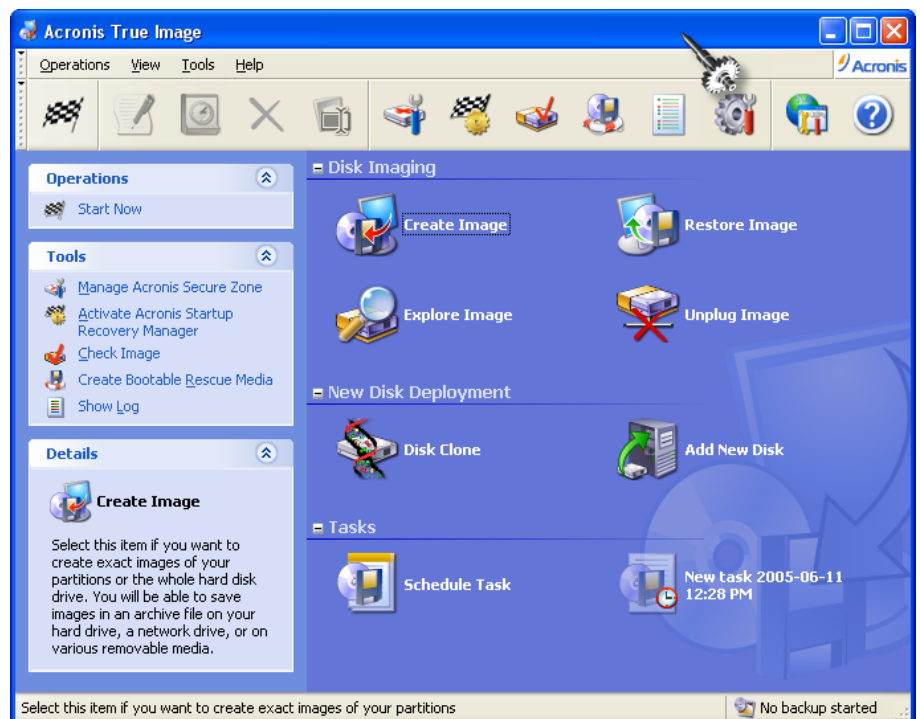 Acronis True Image
Operations View Tools Help
Acronis
Operations
Start Now
Tools
Manage Acronis Secure Zone
Activate Acronis Startup
Recovery Manager
Check Image
Create Bootable Rescue Media
Show Log
Details
Create Image
Select this item if you want to
create exact images of your
partitions or the whole hard disk
drive. You will be able to save
images in an archive file on your
hard drive, a network drive, or on
various removable media.
Disk Imaging
Create Image
Restore Image
Explore Image
Unplug Image
New Disk Deployment
Disk Clone
Add New Disk
Tasks
Schedule Task
New task 2005-06-11
12:28 PM
Select this item if you want to create exact images of your partitions
No backup started